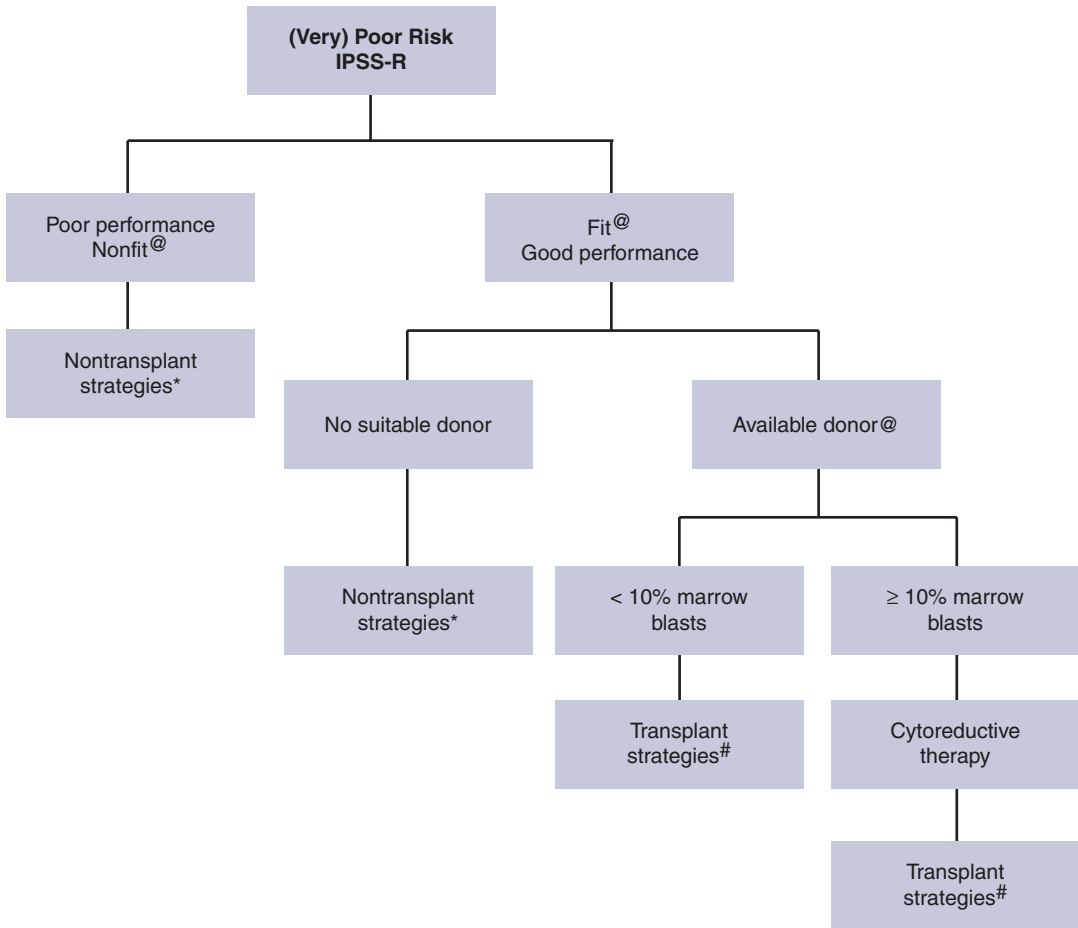 (Very) Poor Risk
IPSS-R
Poor performance
Nonfit@
Fit@
Good performance
Nontransplant
strategies*
No suitable donor
Available donor@
Nontransplant
strategies*
< 10% marrow
blasts
≥ 10% marrow
blasts
Transplant
strategies#
Cytoreductive
therapy
Transplant
strategies#